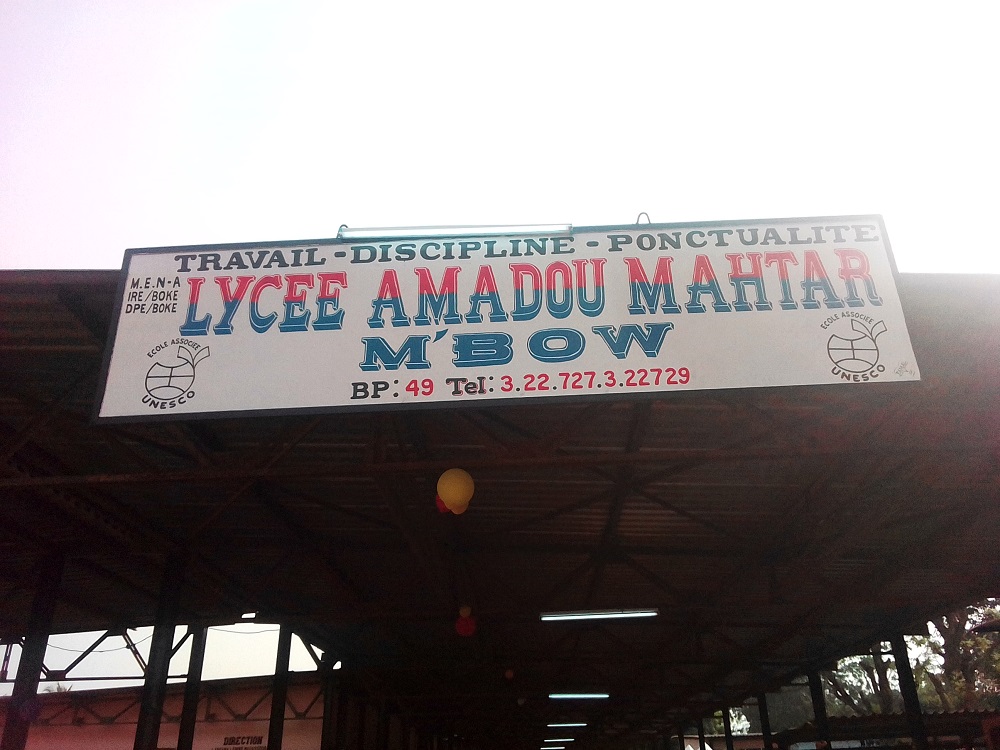 TRAVAIL - DISCIPLINE - PONCTUALITE
M.E.N-A
IRE/BOKE
DPE/BOKE
LYCEE AMADOU MAHTAR
M'BOW
BP: 49 Tel: 3.22.727.3.22729
ECOLE ASSOCIEE
UNESCO
ECOLE ASSOCIEE
UNESCO
DIRECTION